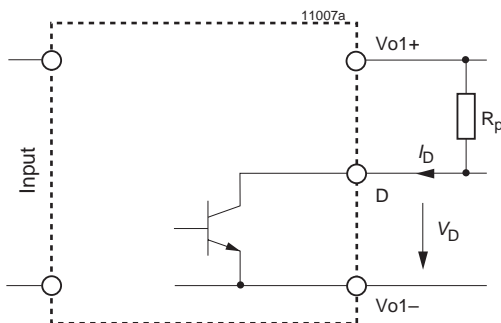 11007a
Vo1+
Input
Rp
ID
D
VD
Vo1–